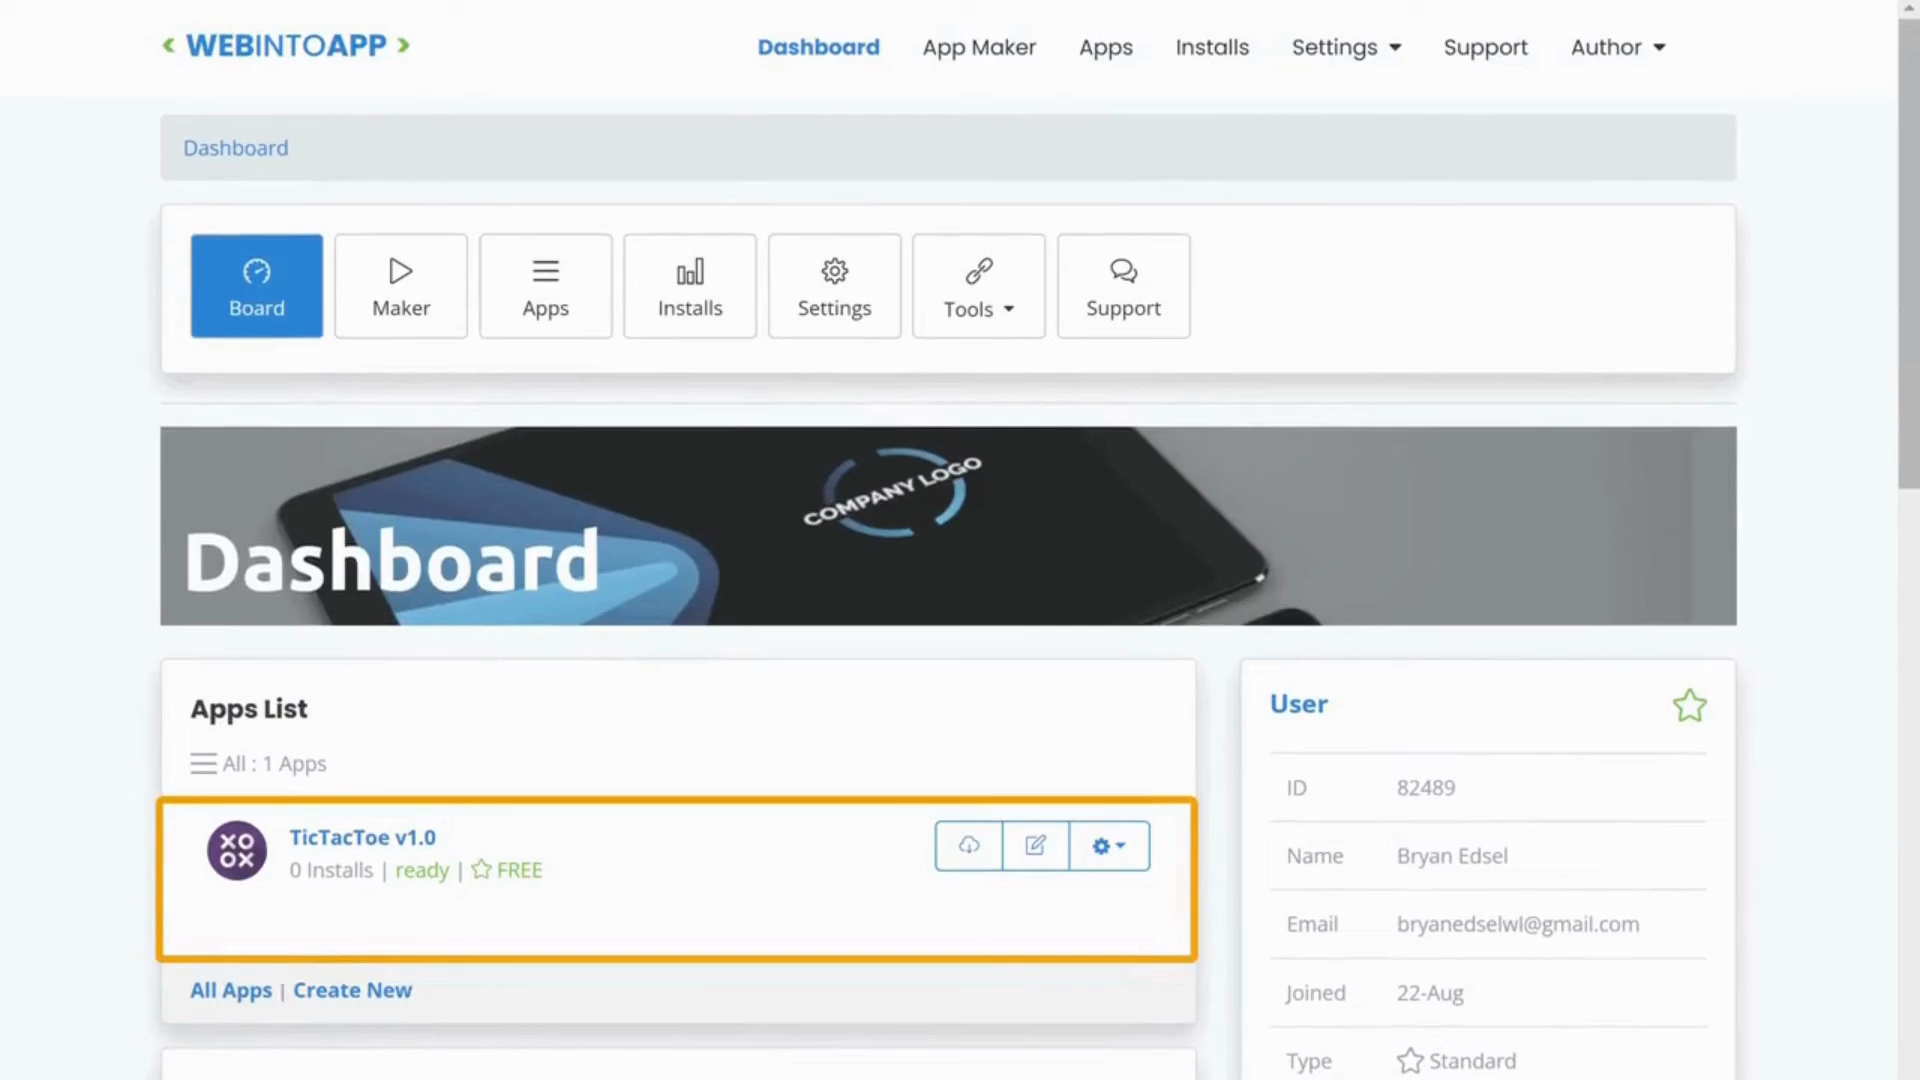 WEBINTOAPP
Dashboard App Maker Apps Installs Settings Support Author
Dashboard
Board Maker Apps Installs Settings Tools Support
COMPANY LOGO
Dashboard
Apps List
All : 1 Apps
XO
OX
TicTacToe v1.0
0 Installs | ready | FREE
All Apps | Create New
User
ID 82489
Name Bryan Edsel
Email bryanedselwl@gmail.com
Joined 22-Aug
Type Standard